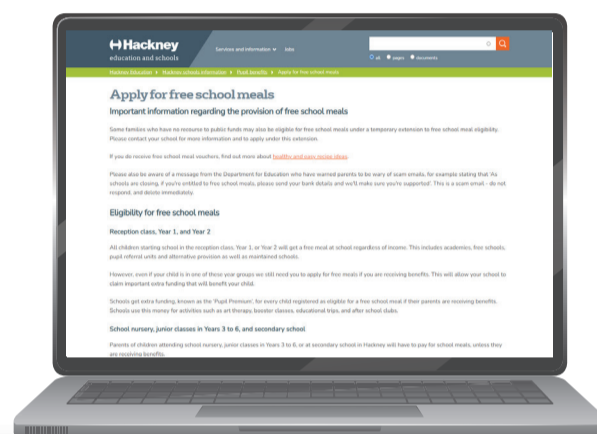 Hackney
education and schools
Services and information
Jobs
all pages documents
Hackney Education Hackney schools information Pupil benefits Apply for free school meals
Apply for free school meals
Important information regarding the provision of free school meals
Some families who have no recourse to public funds may also be eligible for free school meals under a temporary extension to free school meal eligibility.
Please contact your school for more information and to apply under this extension.
If you do receive free school meal vouchers, find out more about healthy and easy recipe ideas.
Please also be aware of a message from the Department for Education who have warned parents to be wary of scam emails, for example stating that 'As
schools are closing, if you're entitled to free school meals, please send your bank details and we'll make sure you're supported'. This is a scam email - do not
respond, and delete immediately.
Eligibility for free school meals
Reception class, Year 1, and Year 2
All children starting school in the reception class, Year 1, or Year 2 will get a free meal at school regardless of income. This includes academies, free schools,
pupil referral units and alternative provision as well as maintained schools.
However, even if your child is in one of these year groups we still need you to apply for free meals if you are receiving benefits. This will allow your school to
claim important extra funding that will benefit your child.
Schools get extra funding, known as the 'Pupil Premium', for every child registered as eligible for a free school meal if their parents are receiving benefits.
Schools use this money for activities such as art therapy, booster classes, educational trips, and after school clubs.
School nursery, junior classes in Years 3 to 6, and secondary school
Parents of children attending school nursery, junior classes in Years 3 to 6, or at secondary school in Hackney will have to pay for school meals, unless they
are receiving benefits.